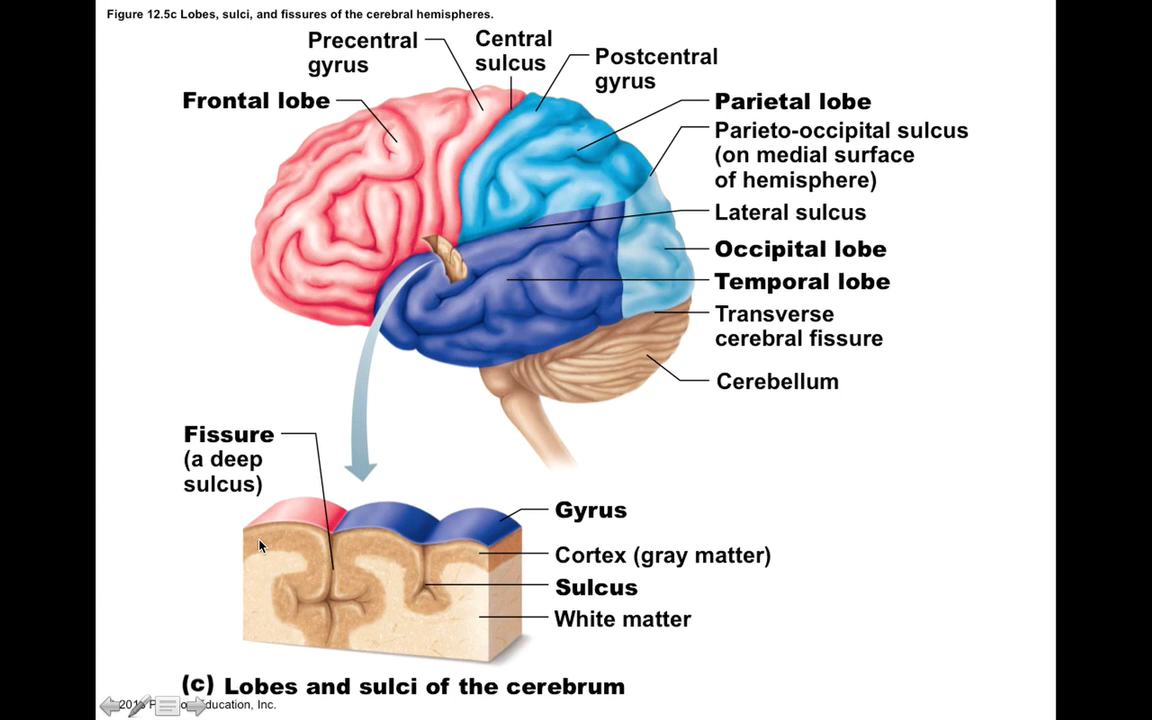 Figure 12.5c Lobes, sulci, and fissures of the cerebral hemispheres.
Precentral
gyrus
Central
sulcus
Postcentral
gyrus
Frontal lobe
Parietal lobe
Parieto-occipital sulcus
(on medial surface
of hemisphere)
Lateral sulcus
Occipital lobe
Temporal lobe
Transverse
cerebral fissure
Cerebellum
Fissure
(a deep
sulcus)
Gyrus
Cortex (gray matter)
Sulcus
White matter
(c) Lobes and sulci of the cerebrum
Inc.